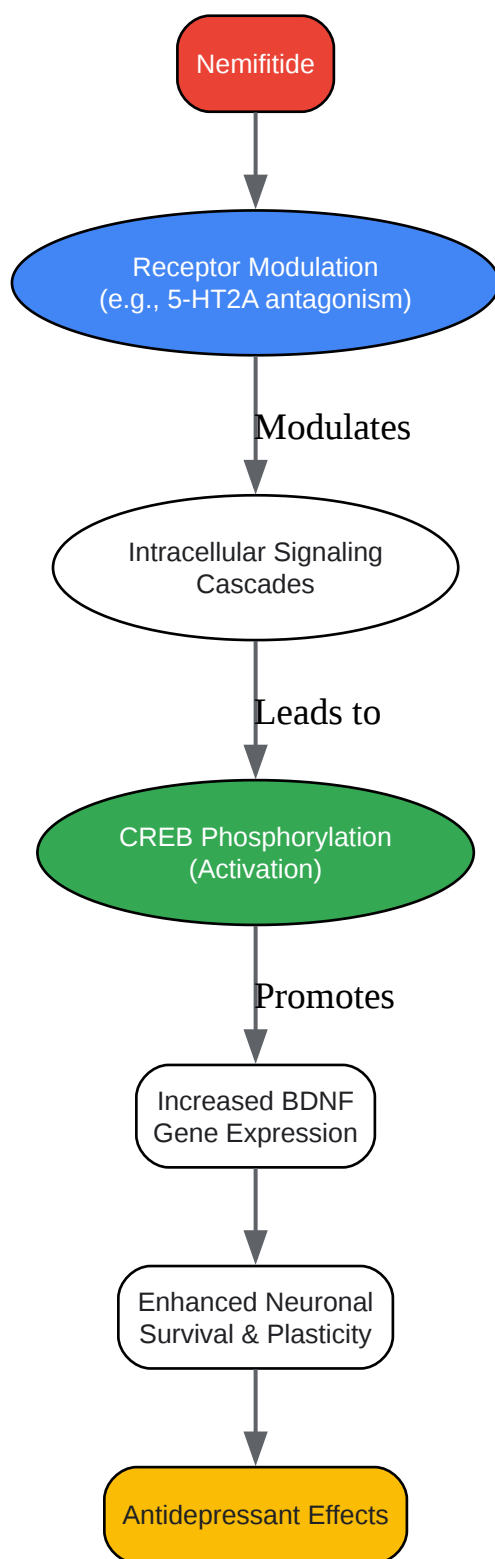 Nemifitide
Receptor Modulation
(e.g., 5-HT2A antagonism)
Modulates
Intracellular Signaling
Cascades
Leads to
CREB Phosphorylation
(Activation)
Promotes
Increased BDNF
Gene Expression
Enhanced Neuronal
Survival & Plasticity
Antidepressant Effects